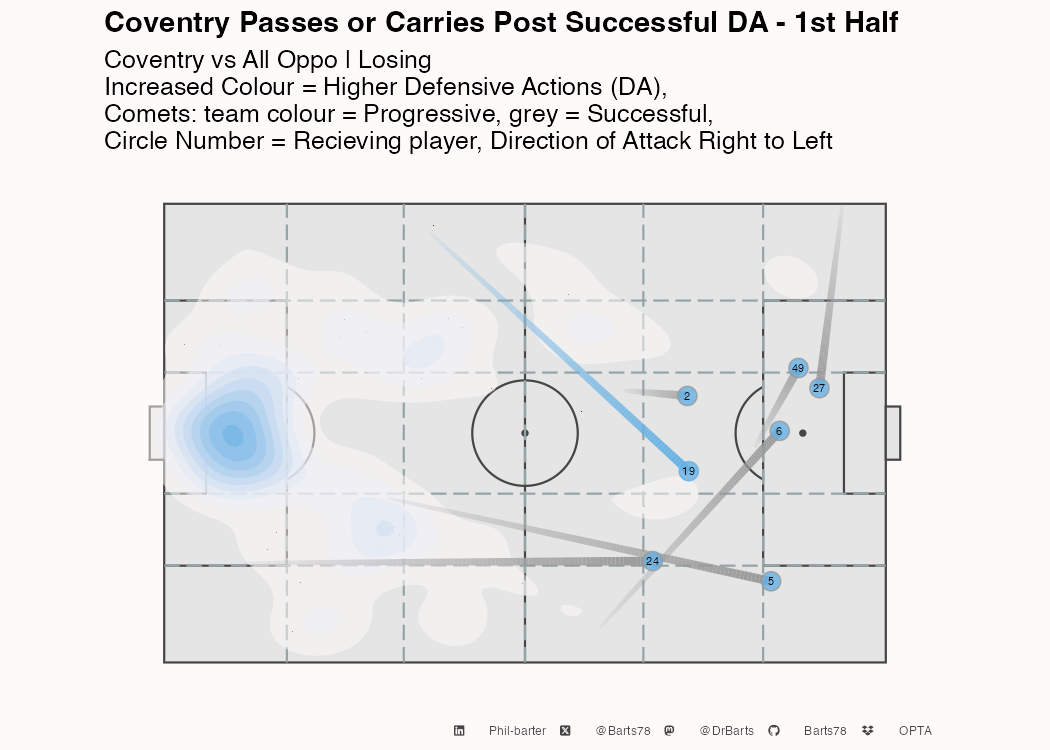 Coventry Passes or Carries Post Successful DA - 1st Half
Coventry vs All Oppo | Losing
Increased Colour = Higher Defensive Actions (DA),
Comets: team colour = Progressive, grey = Successful,
Circle Number = Recieving player, Direction of Attack Right to Left
49
27
2
6
19
24
5
Phil-barter @Barts78 @DrBarts Barts78 OPTA